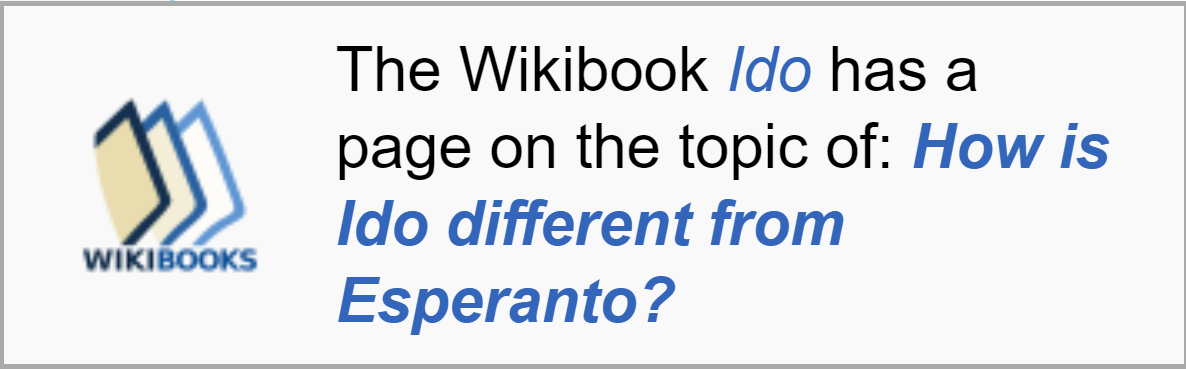 The Wikibook Ido has a
page on the topic of: How is
Ido different from
Esperanto?
WIKIBOOKS